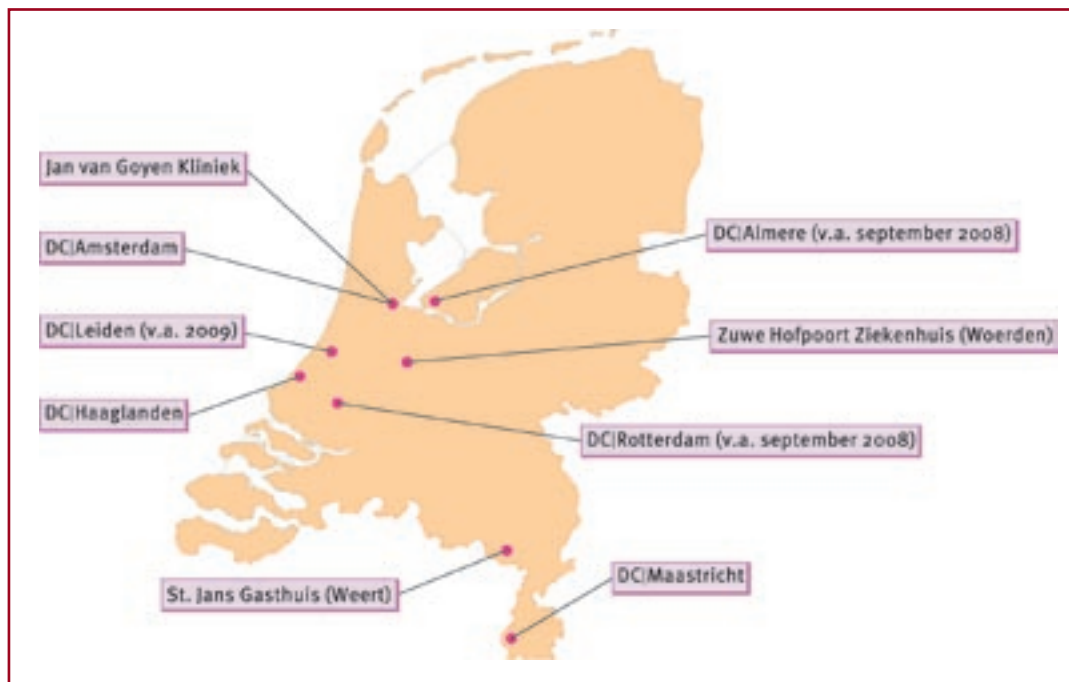 Jan van Goyen Kliniek
DC|Amsterdam
DC|Almere (v.a. september 2008)
DC|Leiden (v.a. 2009)
Zuwe Hofpoort Ziekenhuis (Woerden)
DC|Haaglanden
DC|Rotterdam (v.a. september 2008)
DC|Maastricht
St. Jans Gasthuis (Weert)